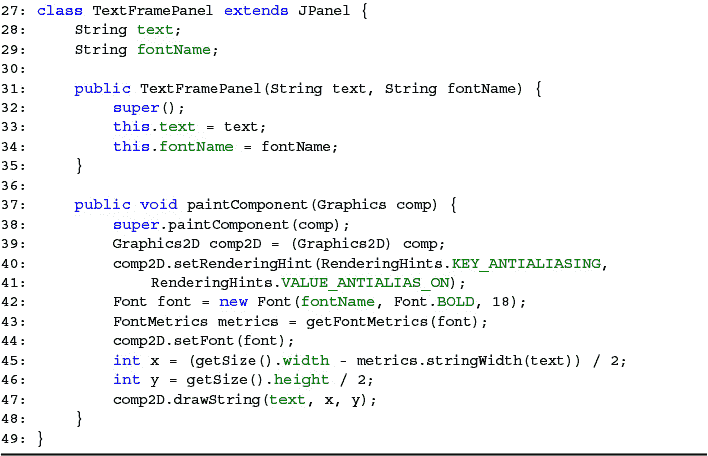 27: class TextFramePanel extends JPanel {
28:     String text;
29:     String fontName;
30:
31:     public TextFramePanel(String text, String fontName) {
32:         super();
33:         this.text = text;
34:         this.fontName = fontName;
35:     }
36:
37:     public void paintComponent(Graphics comp) {
38:         super.paintComponent(comp);
39:         Graphics2D comp2D = (Graphics2D) comp;
40:         comp2D.setRenderingHint(RenderingHints.KEY_ANTIALIASING,
41:             RenderingHints.VALUE_ANTIALIAS_ON);
42:         Font font = new Font(fontName, Font.BOLD, 18);
43:         FontMetrics metrics = getFontMetrics(font);
44:         comp2D.setFont(font);
45:         int x = (getSize().width - metrics.stringWidth(text)) / 2;
46:         int y = getSize().height / 2;
47:         comp2D.drawString(text, x, y);
48:     }
49: }